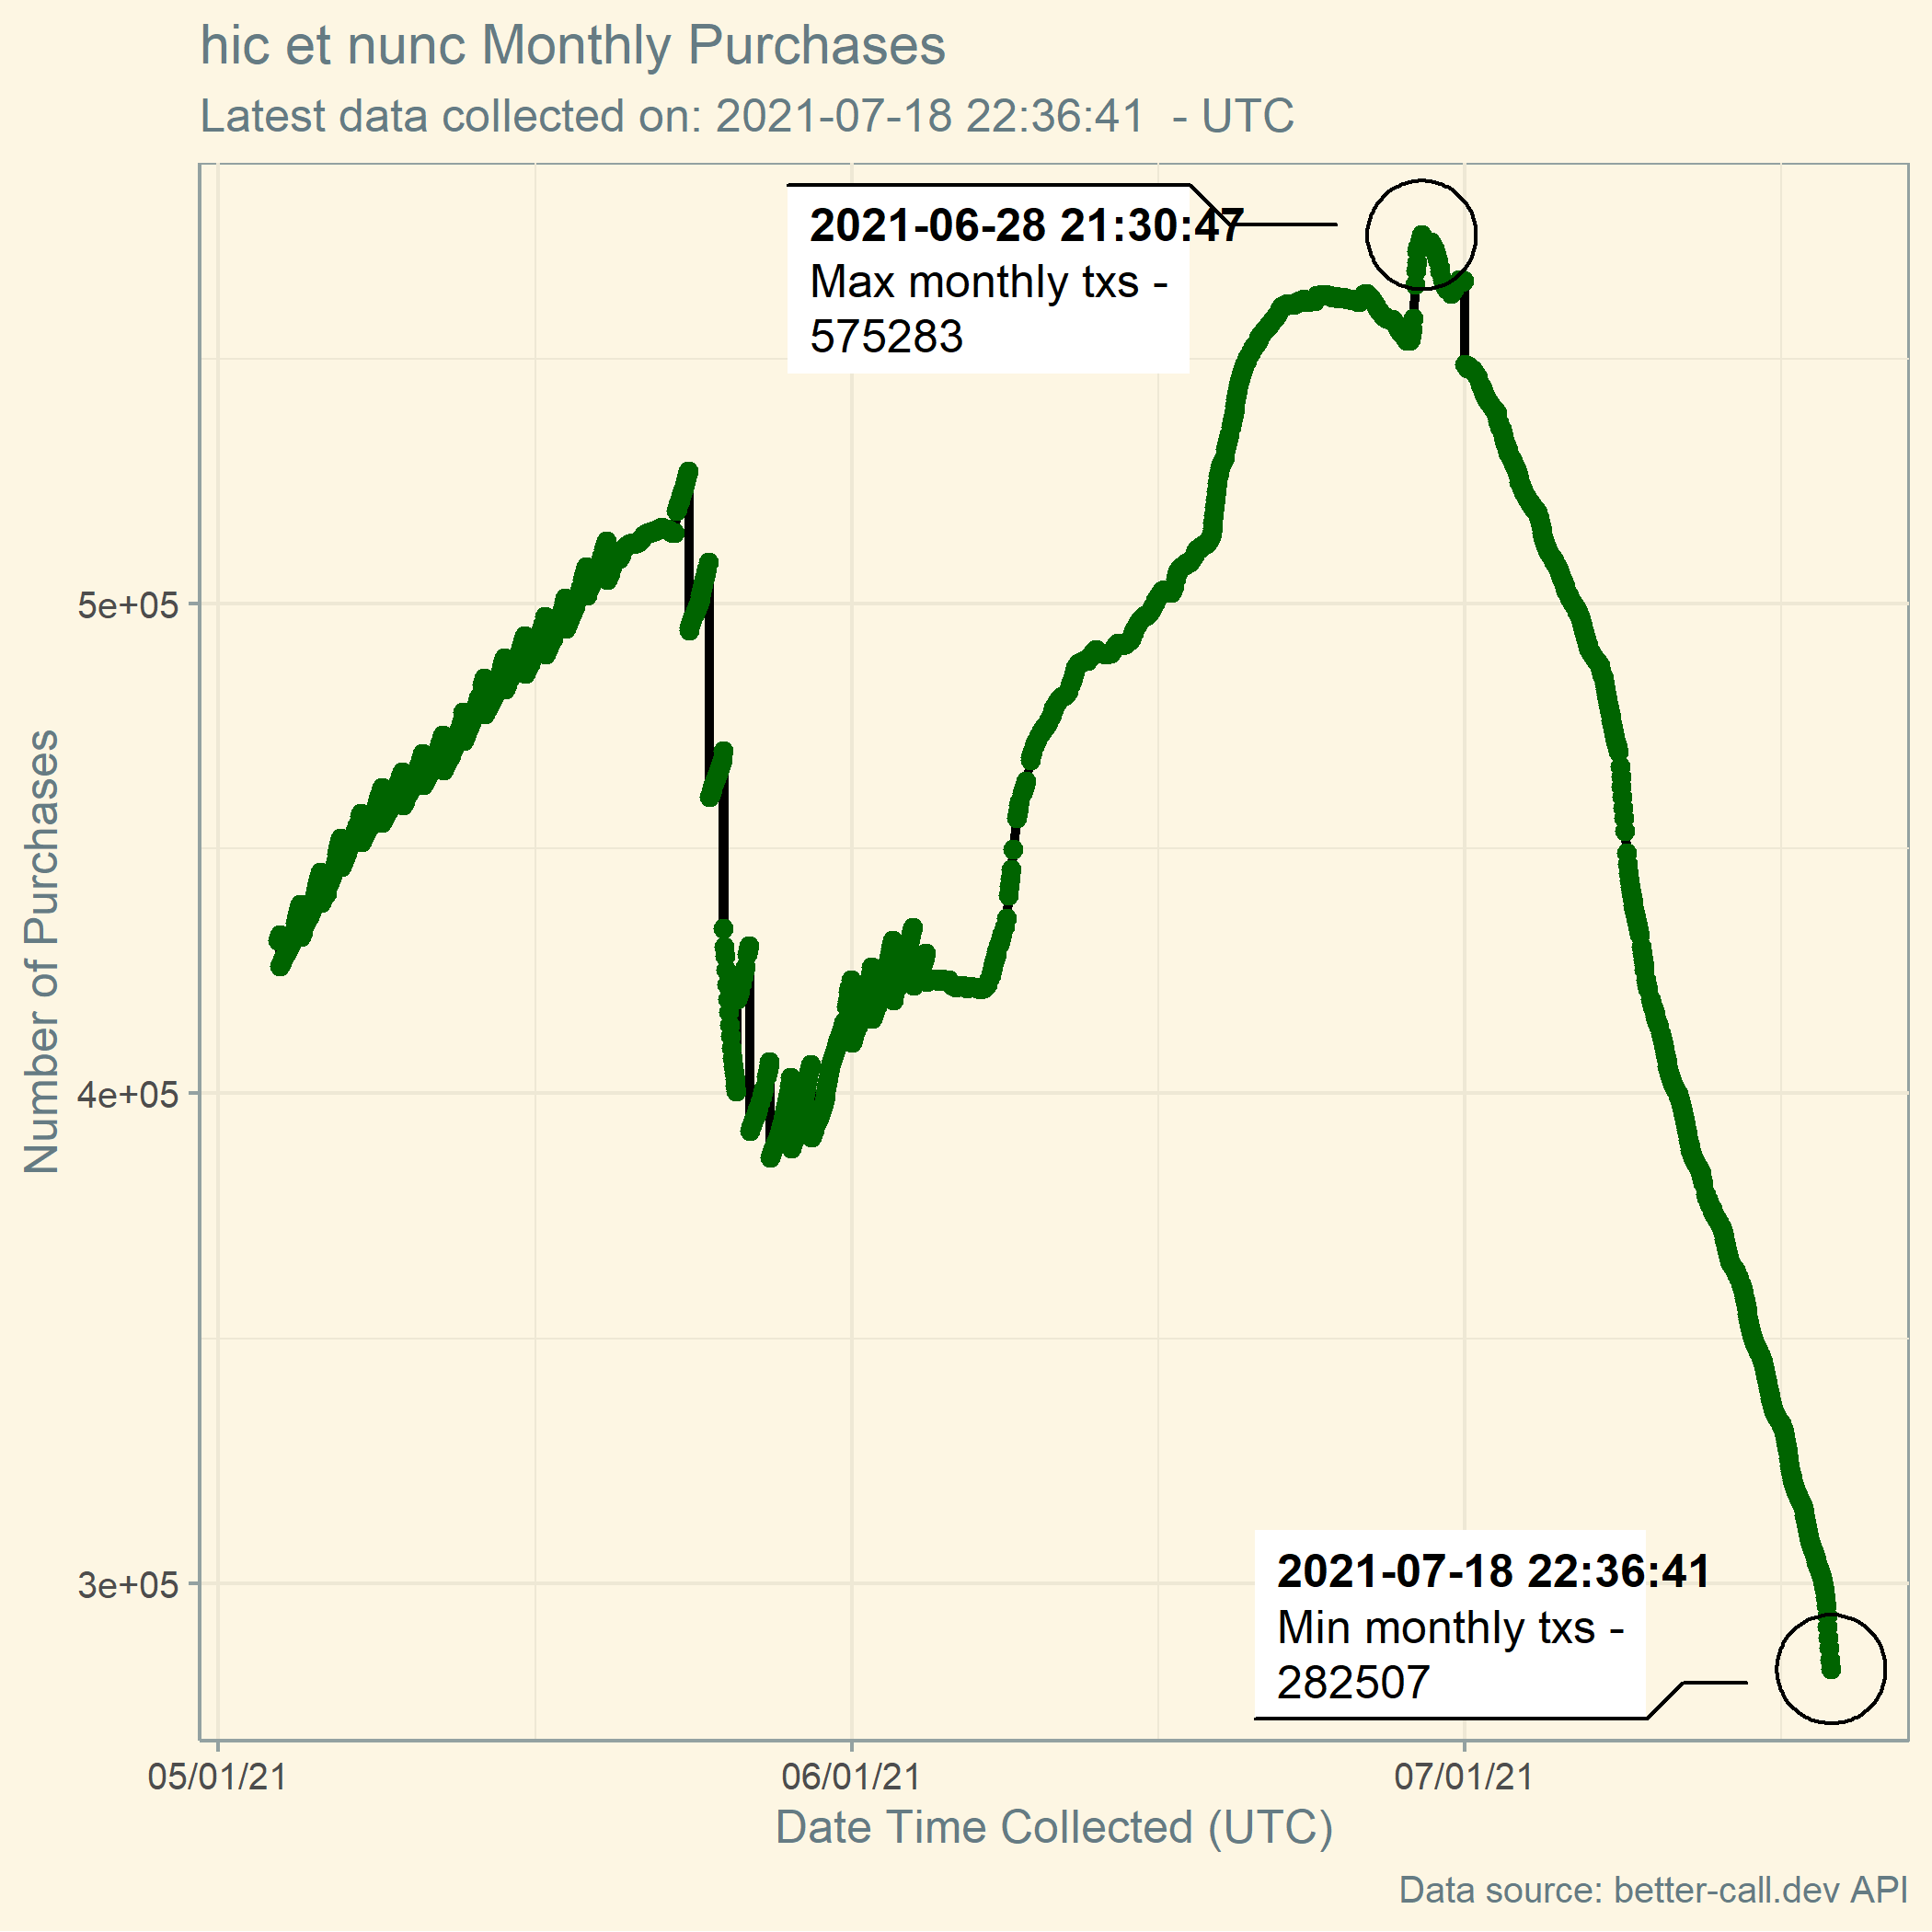 hic et nunc Monthly Purchases
Latest data collected on: 2021-07-18 22:36:41  - UTC
2021-06-28 21:30:47
Max monthly txs -
575283
Number of Purchases
5e+05
4e+05
3e+05
2021-07-18 22:36:41
Min monthly txs -
282507
05/01/21
06/01/21
07/01/21
Date Time Collected (UTC)
Data source: better-call.dev API